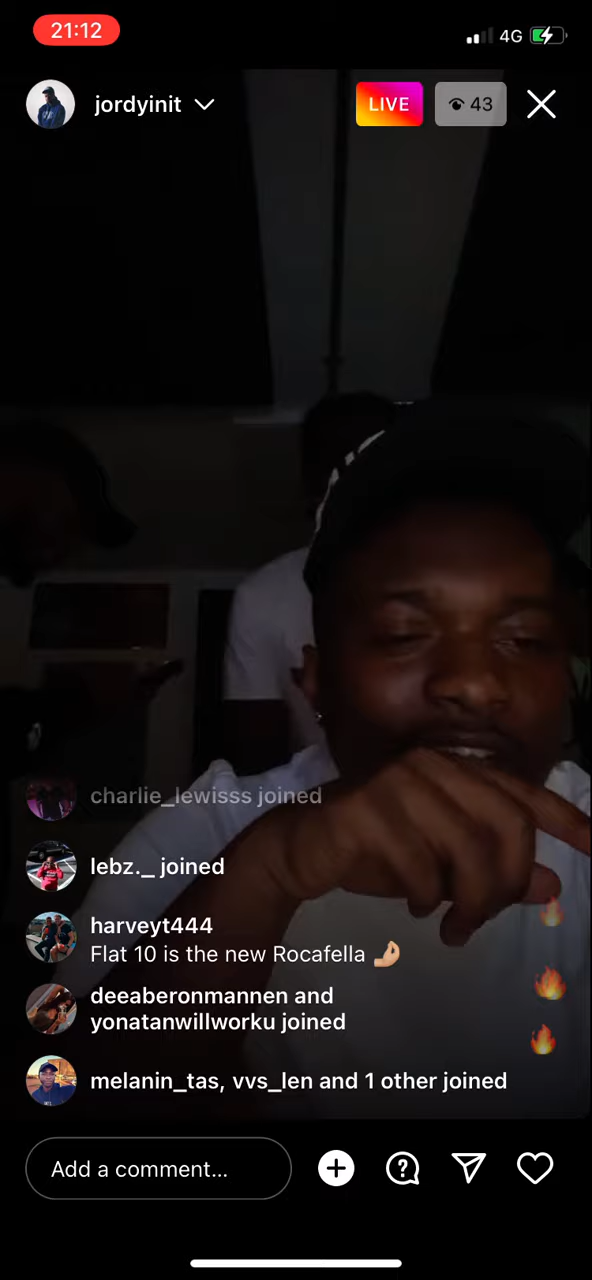 21:12
4G
jordyinit
LIVE
43
charlie_lewisss joined
lebz._ joined
harveyt444
Flat 10 is the new Rocafella 🤌🏼
deeaberonmannen and
yonatanwillworku joined
melanin_tas, vvs_len and 1 other joined
Add a comment...